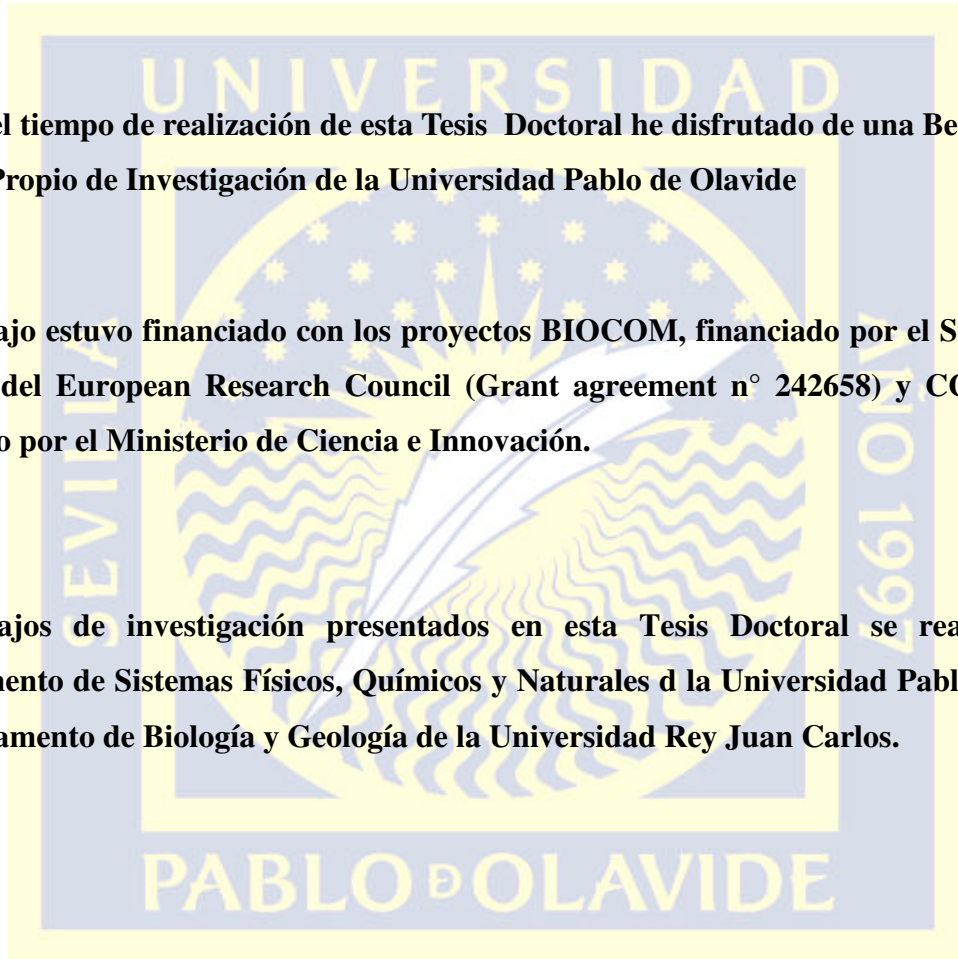 UNIVERSIDAD
el tiempo de realización de esta Tesis Doctoral he disfrutado de una Be
Propio de Investigación de la Universidad Pablo de Olavide
ajo estuvo financiado con los proyectos BIOCOM, financiado por el S
del European Research Council (Grant agreement n° 242658) y CO
o por el Ministerio de Ciencia e Innovación.
SEVILLA
AÑO 1997
ajos de investigación presentados en esta Tesis Doctoral se rea
nento de Sistemas Físicos, Químicos y Naturales d la Universidad Pabl
amento de Biología y Geología de la Universidad Rey Juan Carlos.
PABLO DE OLAVIDE